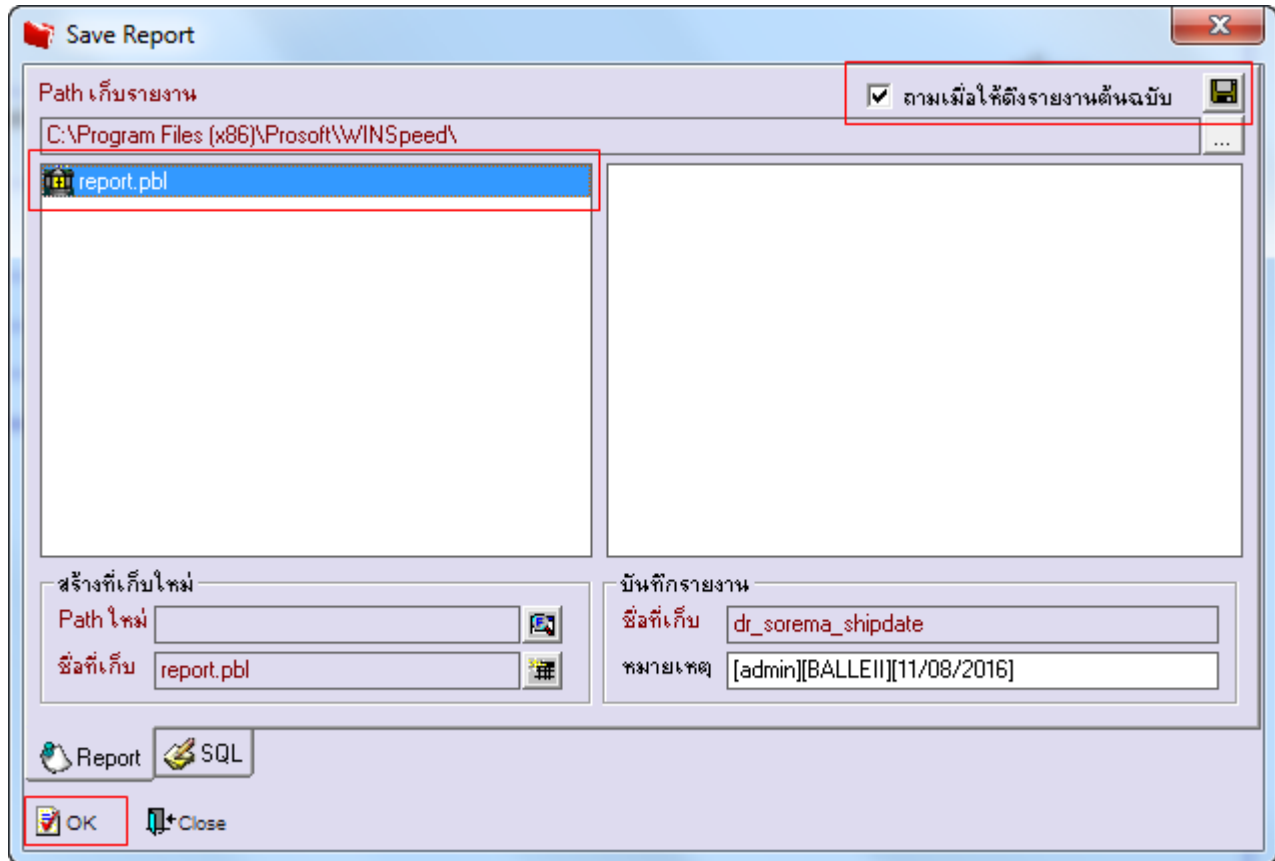 Save Report
Path เก็บรายงาน
ถามเมื่อให้ดึงรายงานต้นฉบับ
C:\Program Files (x86)\Prosoft\WINSpeed\
...
report.pbl
สร้างที่เก็บใหม่
Path ใหม่
ชื่อที่เก็บ report.pbl
บันทึกรายงาน
ชื่อที่เก็บ dr_sorema_shipdate
หมายเหตุ [admin][BALLEII][11/08/2016]
Report SQL
OK Close